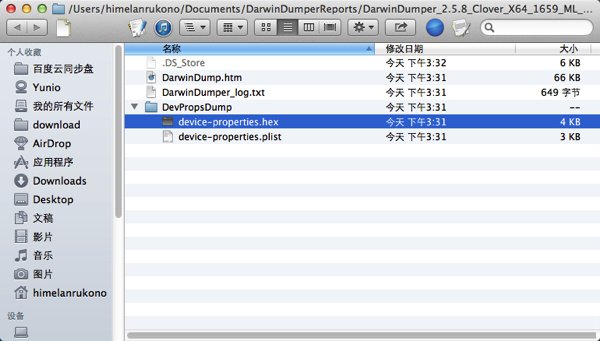 /Users/himelanrukono/Documents/DarwinDumperReports/DarwinDumper_2.5.8_Clover_X64_1659_ML_...
个人收藏
百度云同步盘
Yunio
我的所有文件
download
AirDrop
应用程序
Downloads
Desktop
文稿
影片
音乐
图片
himelanrukono
设备
名称 修改日期 大小
.DS_Store 今天 下午3:32 6 KB
DarwinDump.htm 今天 下午3:31 66 KB
DarwinDumper_log.txt 今天 下午3:31 649 字节
DevPropsDump 今天 下午3:31 --
device-properties.hex 今天 下午3:31 4 KB
device-properties.plist 今天 下午3:31 3 KB